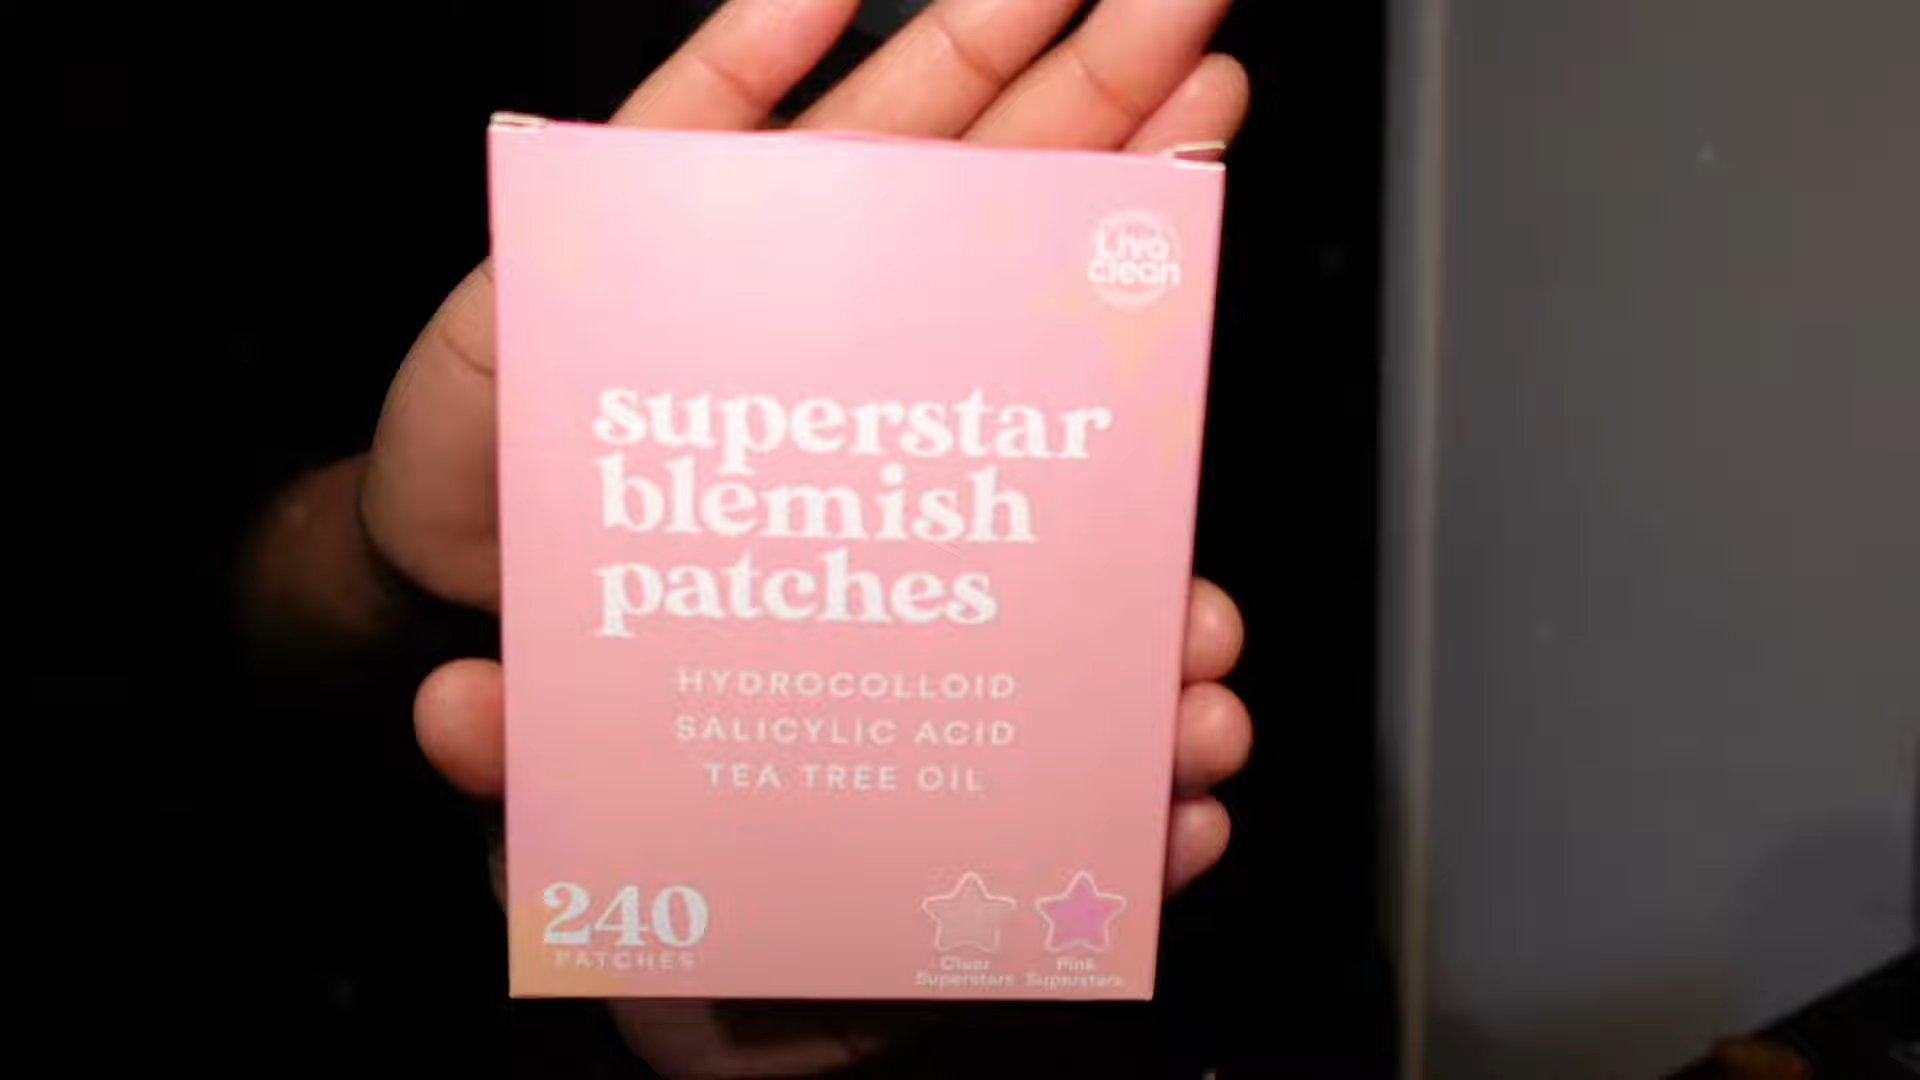 Livo
clean
superstar
blemish
patches
HYDROCOLLOID
SALICYLIC ACID
TEA TREE OIL
240
PATCHES
Clear
Superstars
Pink
Superstars